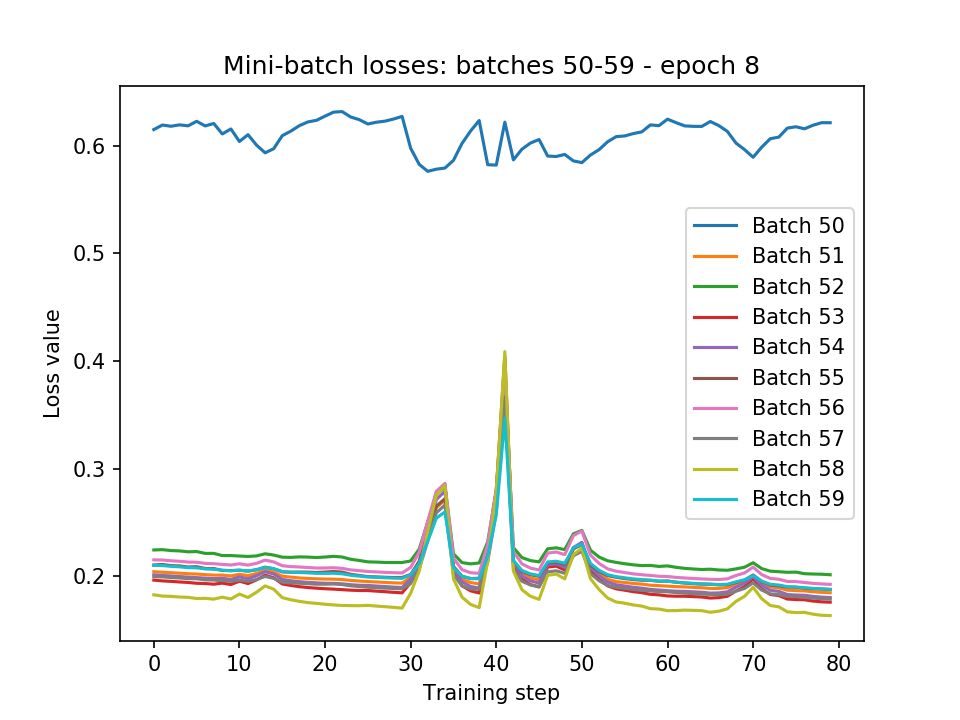 Mini-batch losses: batches 50-59 - epoch 8
0.6
0.5
0.4
0.3
0.2
Loss value
Batch 50
Batch 51
Batch 52
Batch 53
Batch 54
Batch 55
Batch 56
Batch 57
Batch 58
Batch 59
0 10 20 30 40 50 60 70 80
Training step